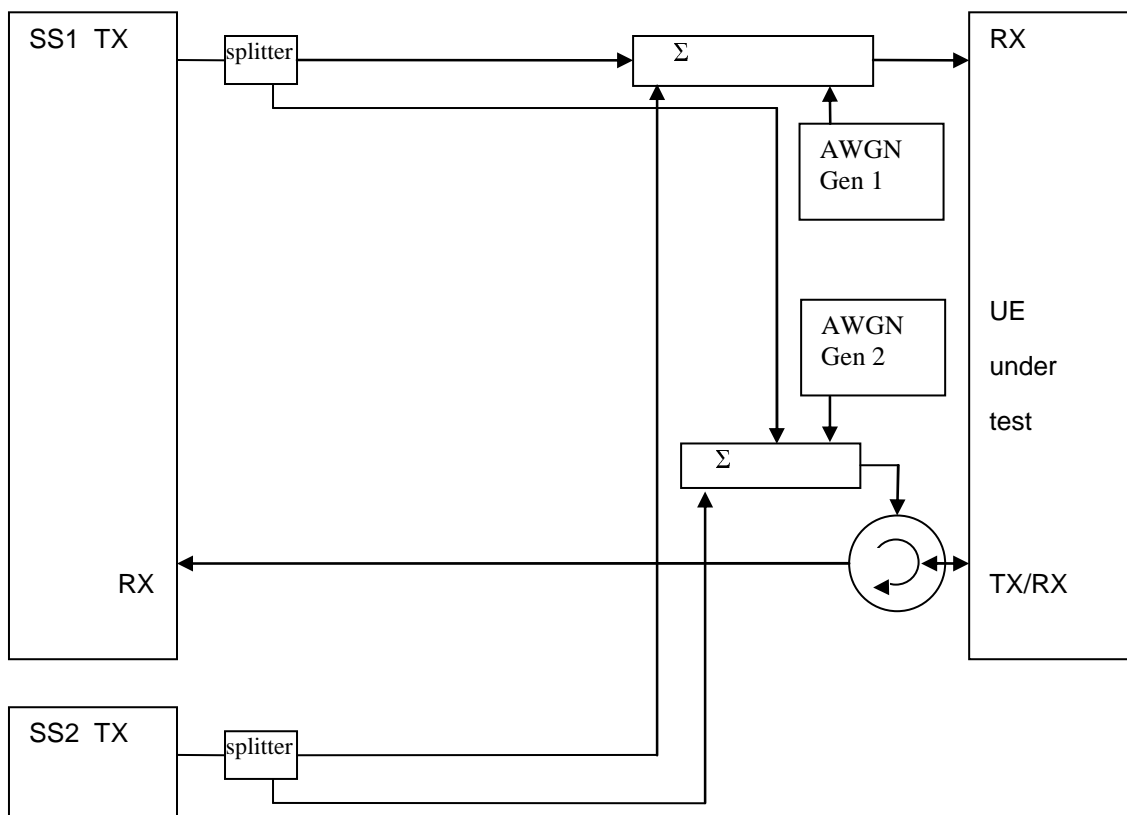 SS1 TX
splitter
Σ
RX
AWGN
Gen 1
AWGN
Gen 2
UE
under
test
Σ
RX
TX/RX
SS2 TX
splitter